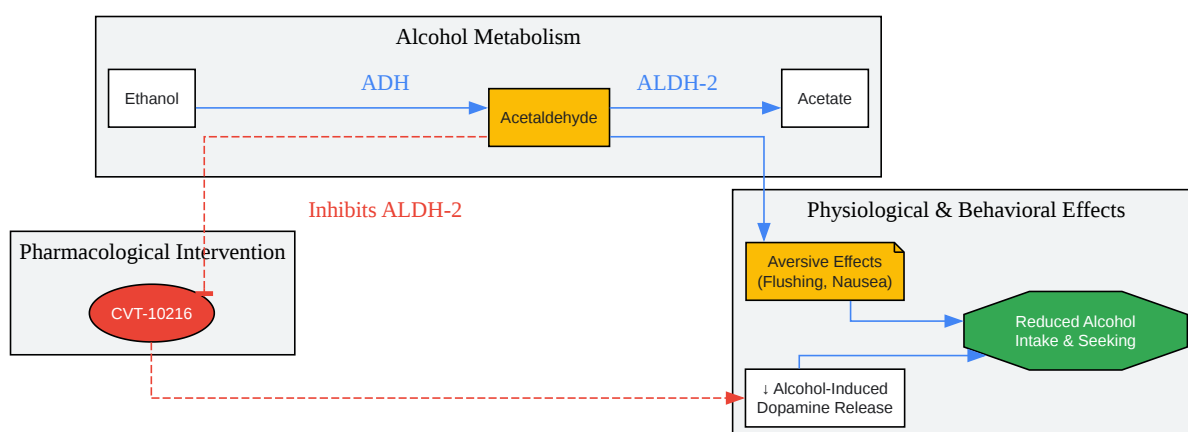 Alcohol Metabolism
Ethanol
ADH
Acetaldehyde
ALDH-2
Acetate
Inhibits ALDH-2
Pharmacological Intervention
CVT-10216
Physiological & Behavioral Effects
Aversive Effects
(Flushing, Nausea)
Reduced Alcohol
Intake & Seeking
↓ Alcohol-Induced
Dopamine Release